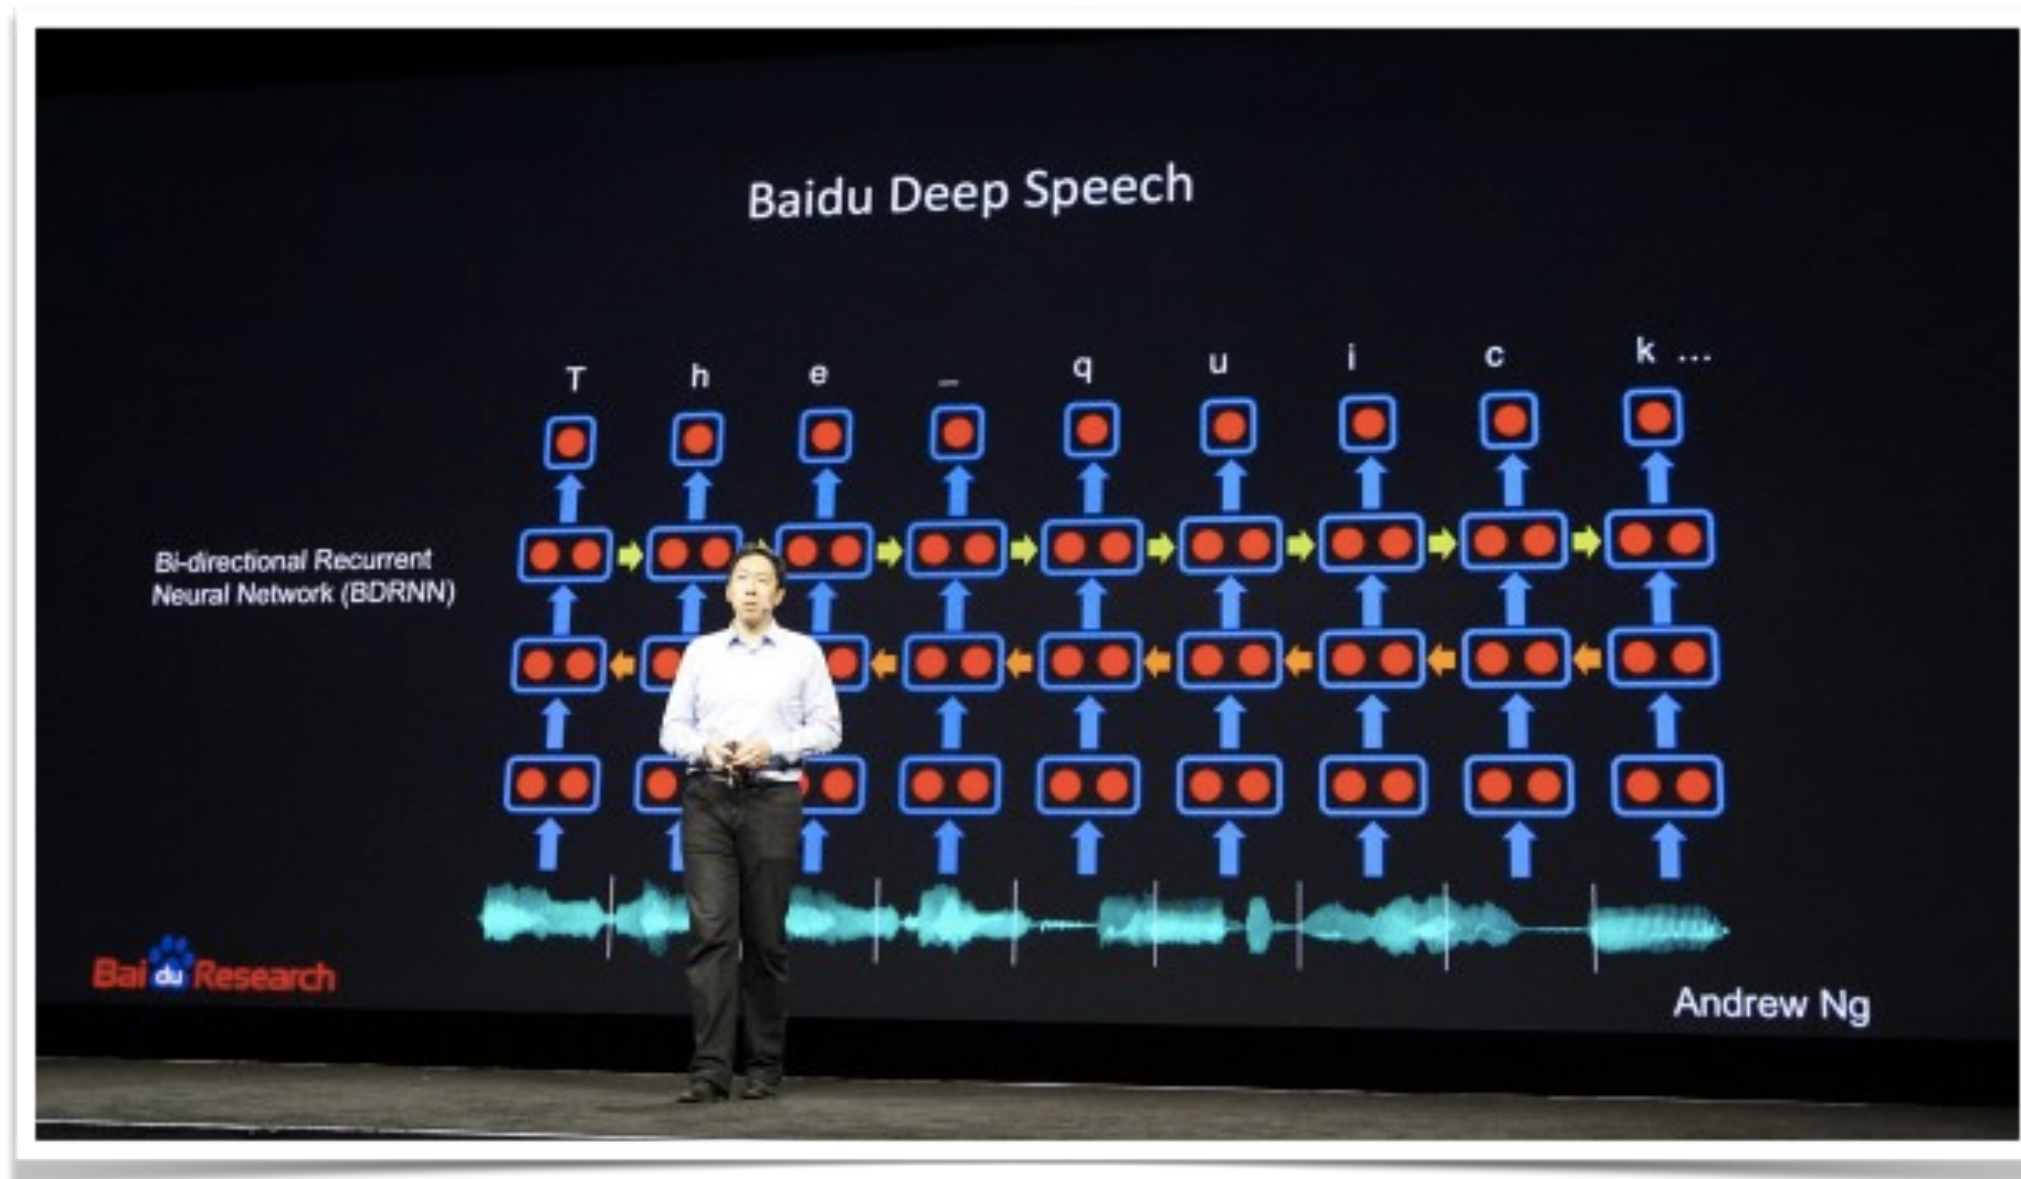 Baidu Deep Speech
T h e _ q u i c k ...
Bi-directional Recurrent
Neural Network (BDRNN)
Bai du Research
Andrew Ng